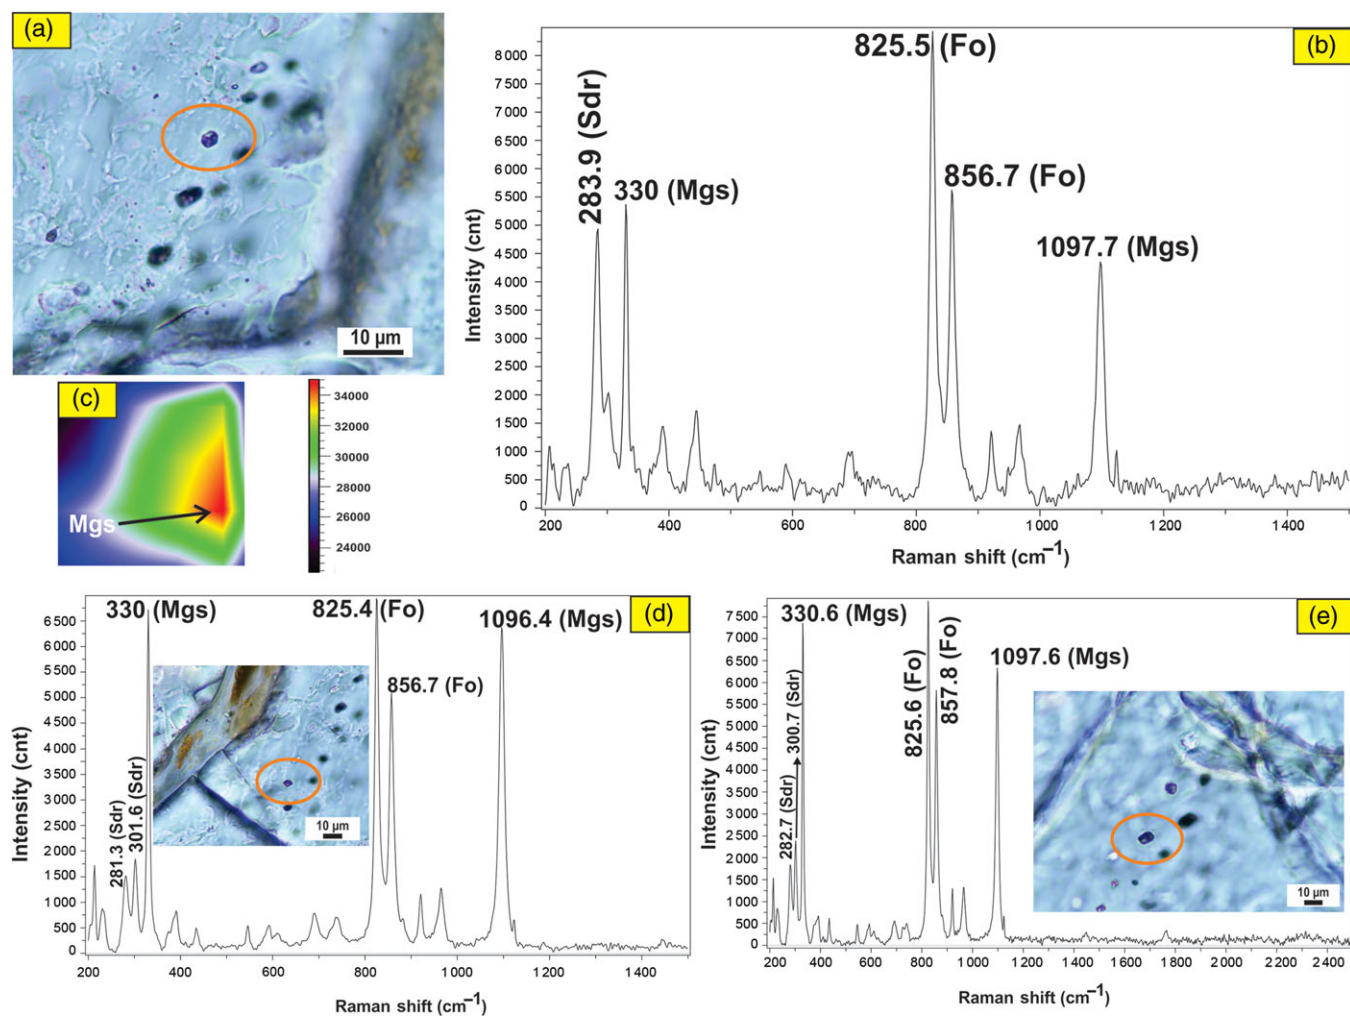 (a)
10 µm
(b)
Intensity (cnt)
8 000
7 500
7 000
6 500
6 000
5 500
5 000
4 500
4 000
3 500
3 000
2 500
2 000
1 500
1 000
500
0
283.9 (Sdr)
330 (Mgs)
825.5 (Fo)
856.7 (Fo)
1097.7 (Mgs)
200 400 600 800 1 000 1 200 1 400
Raman shift (cm⁻¹)
(c)
Mgs
34000
32000
30000
28000
26000
24000
(d)
Intensity (cnt)
6 500
6 000
5 500
5 000
4 500
4 000
3 500
3 000
2 500
2 000
1 500
1 000
500
0
281.3 (Sdr)
301.6 (Sdr)
330 (Mgs)
825.4 (Fo)
856.7 (Fo)
1096.4 (Mgs)
10 µm
200 400 600 800 1 000 1 200 1 400
Raman shift (cm⁻¹)
(e)
Intensity (cnt)
7 500
7 000
6 500
6 000
5 500
5 000
4 500
4 000
3 500
3 000
2 500
2 000
1 500
1 000
500
0
282.7 (Sdr)
300.7 (Sdr)
330.6 (Mgs)
825.6 (Fo)
857.8 (Fo)
1097.6 (Mgs)
10 µm
200 400 600 800 1 000 1 200 1 400 1 600 1 800 2 000 2 200 2 400
Raman shift (cm⁻¹)